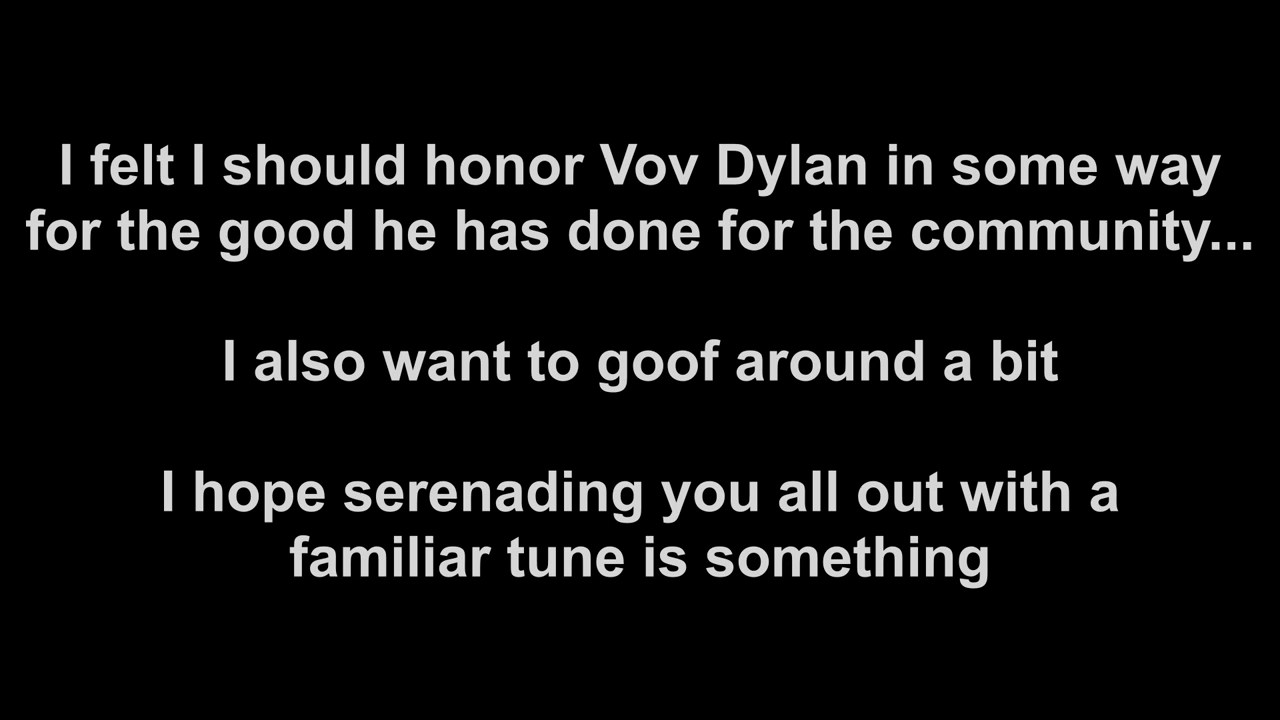 I felt I should honor Vov Dylan in some way
for the good he has done for the community...
I also want to goof around a bit
I hope serenading you all out with a
familiar tune is something